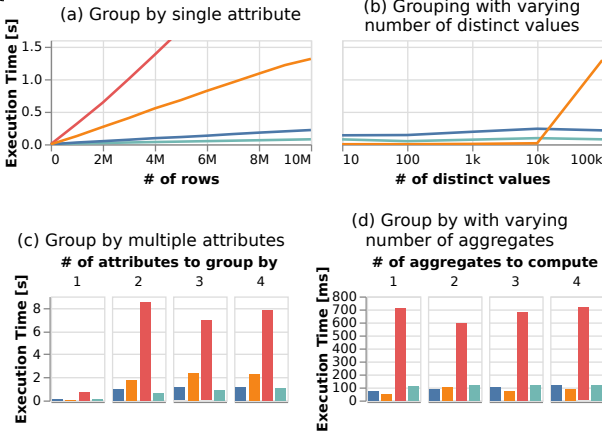 (a) Group by single attribute
Execution Time [s]
1.5
1.0
0.5
0.0
0 2M 4M 6M 8M 10M
# of rows
(b) Grouping with varying
number of distinct values
10 100 1k 10k 100k
# of distinct values
(c) Group by multiple attributes
# of attributes to group by
1 2 3 4
Execution Time [s]
8
6
4
2
0
(d) Group by with varying
number of aggregates
# of aggregates to compute
1 2 3 4
Execution Time [ms]
800
700
600
500
400
300
200
100
0